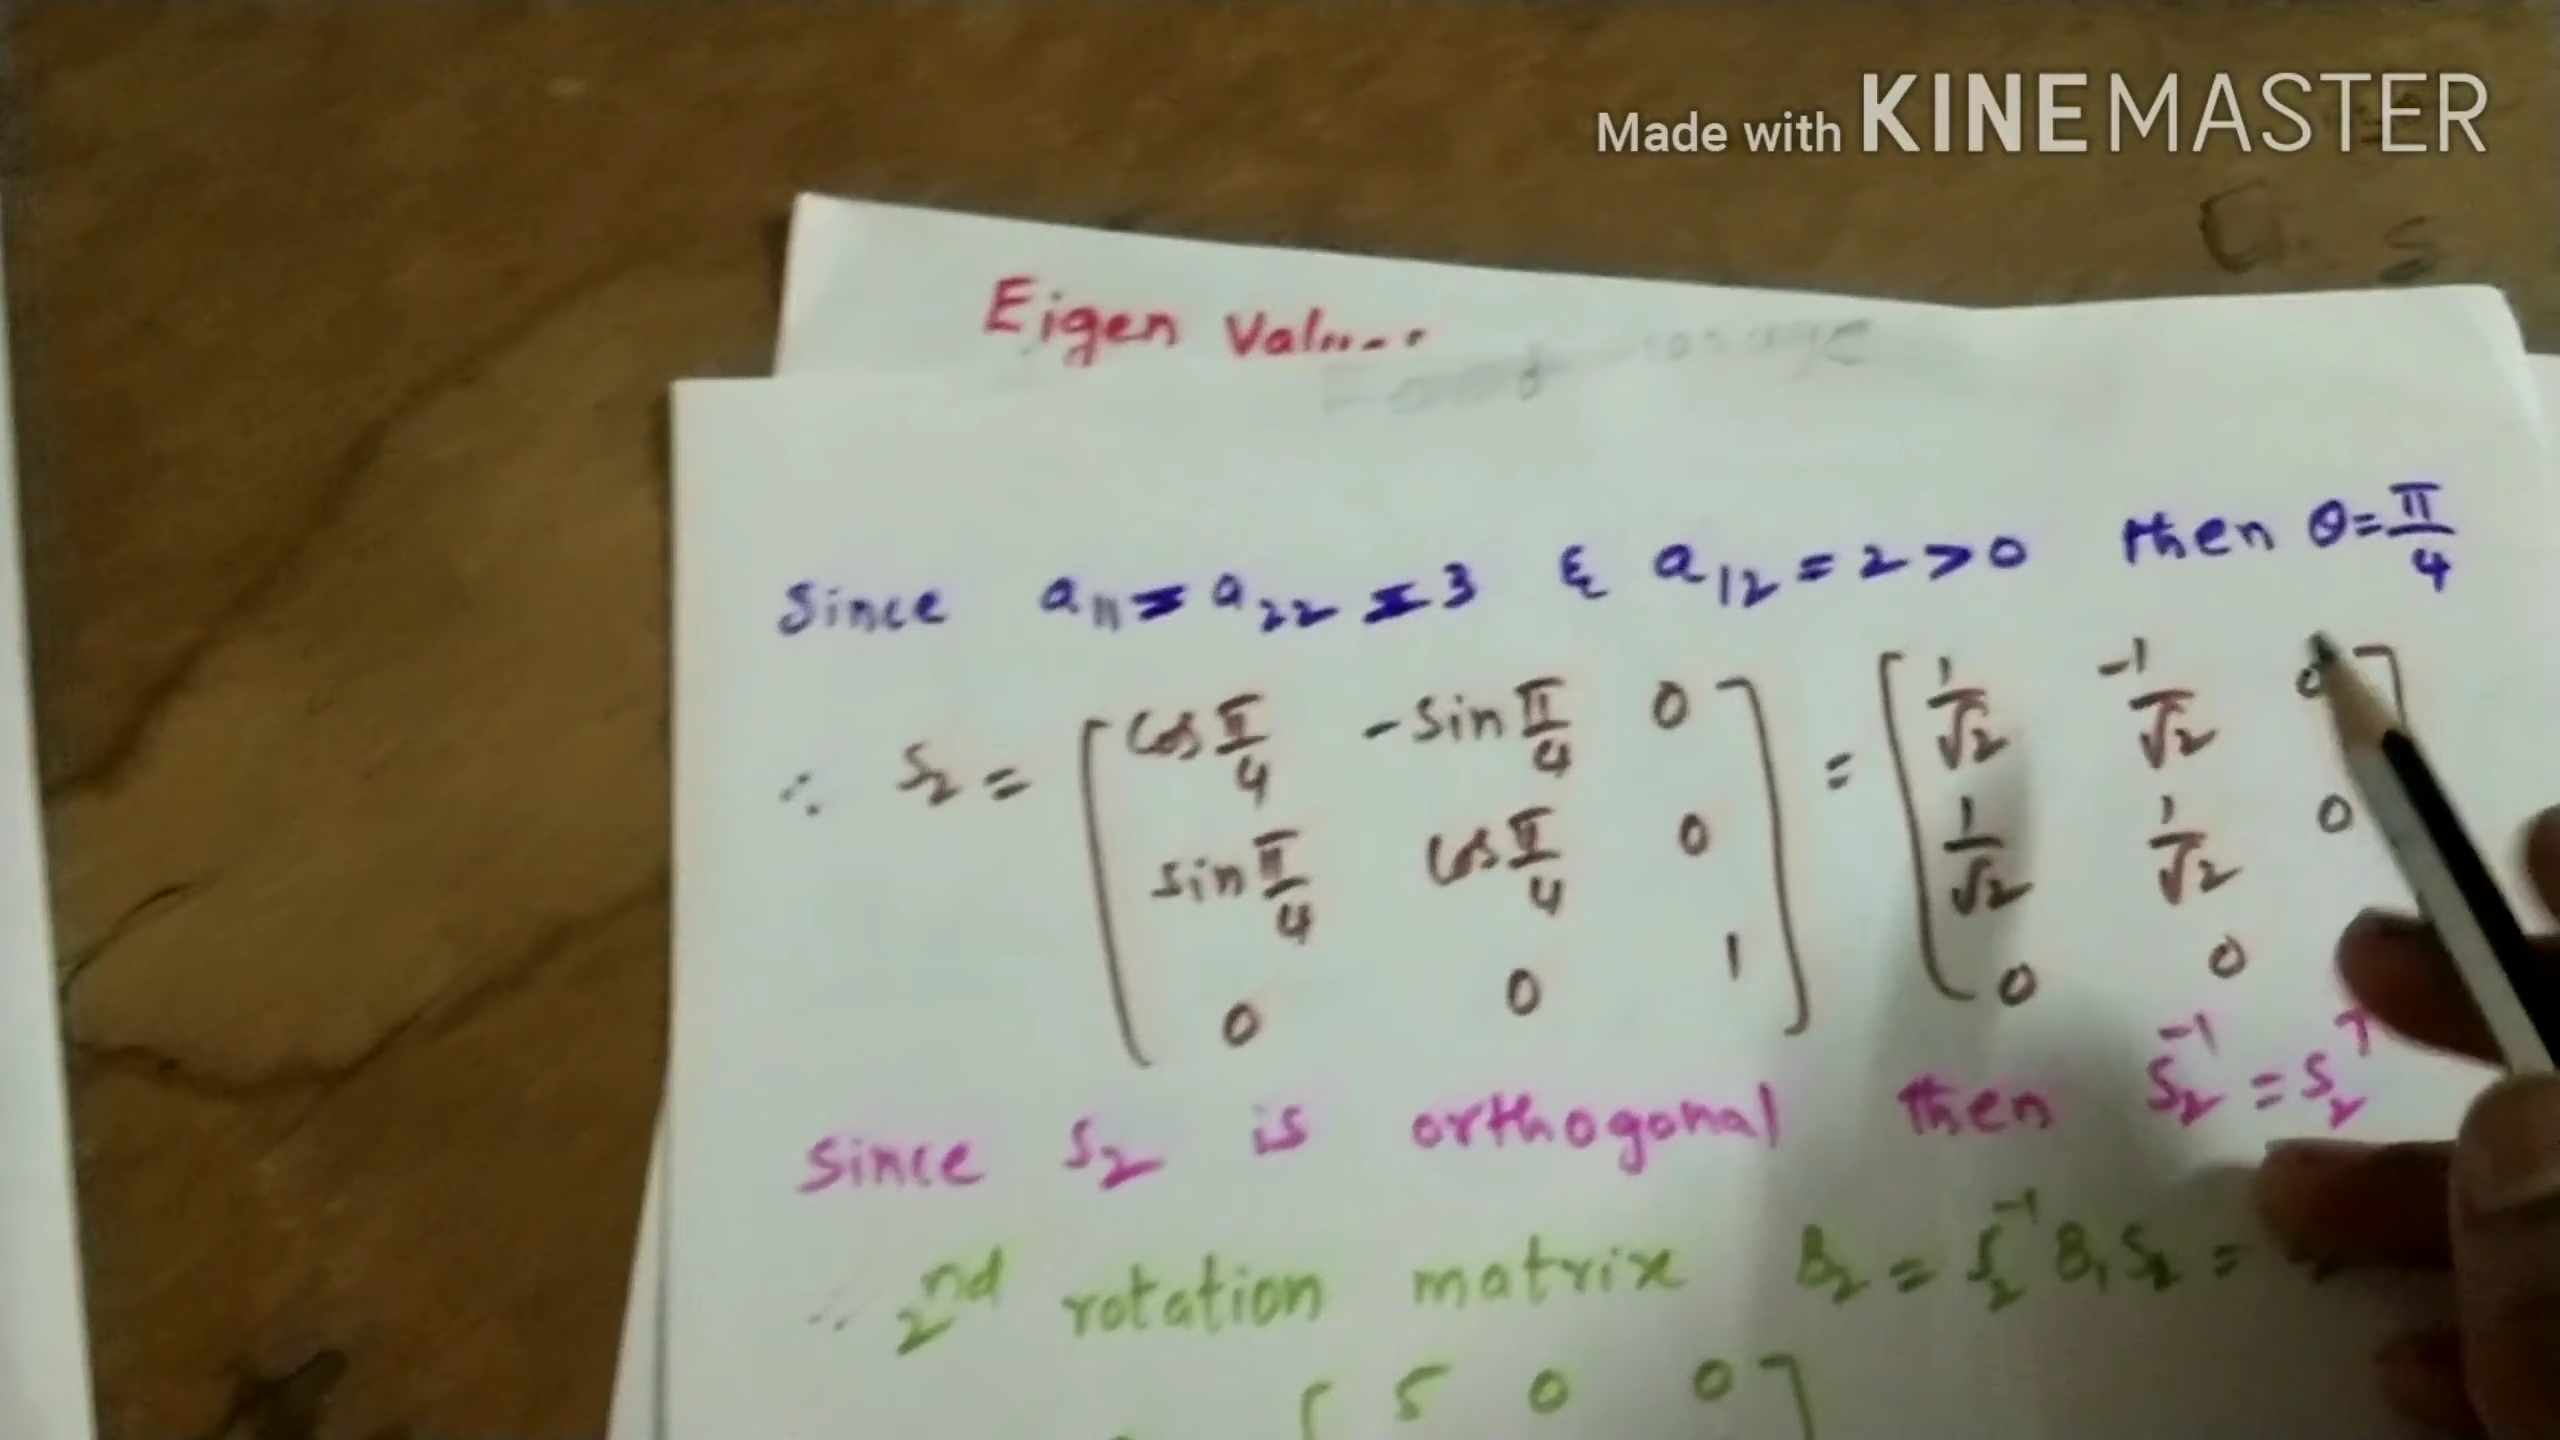 Made with KINEMASTER
Eigen
Since a₁₁ = a₂₂ = 3 & a₁₂ = 2 > 0 then θ = π/4
∴ S₂ = [ cos π/4 -sin π/4 0 ] = [ 1/√2 -1/√2 0 ]
sin π/4 cos π/4 0 1/√2 1/√2 0
0 0 1 0 0
Since S₂ is orthogonal then S₂⁻¹ = S₂ᵀ
∴ 2nd rotation matrix B₂ = S₂⁻¹ B₁ S₂ =
[ 5 0 0 ]